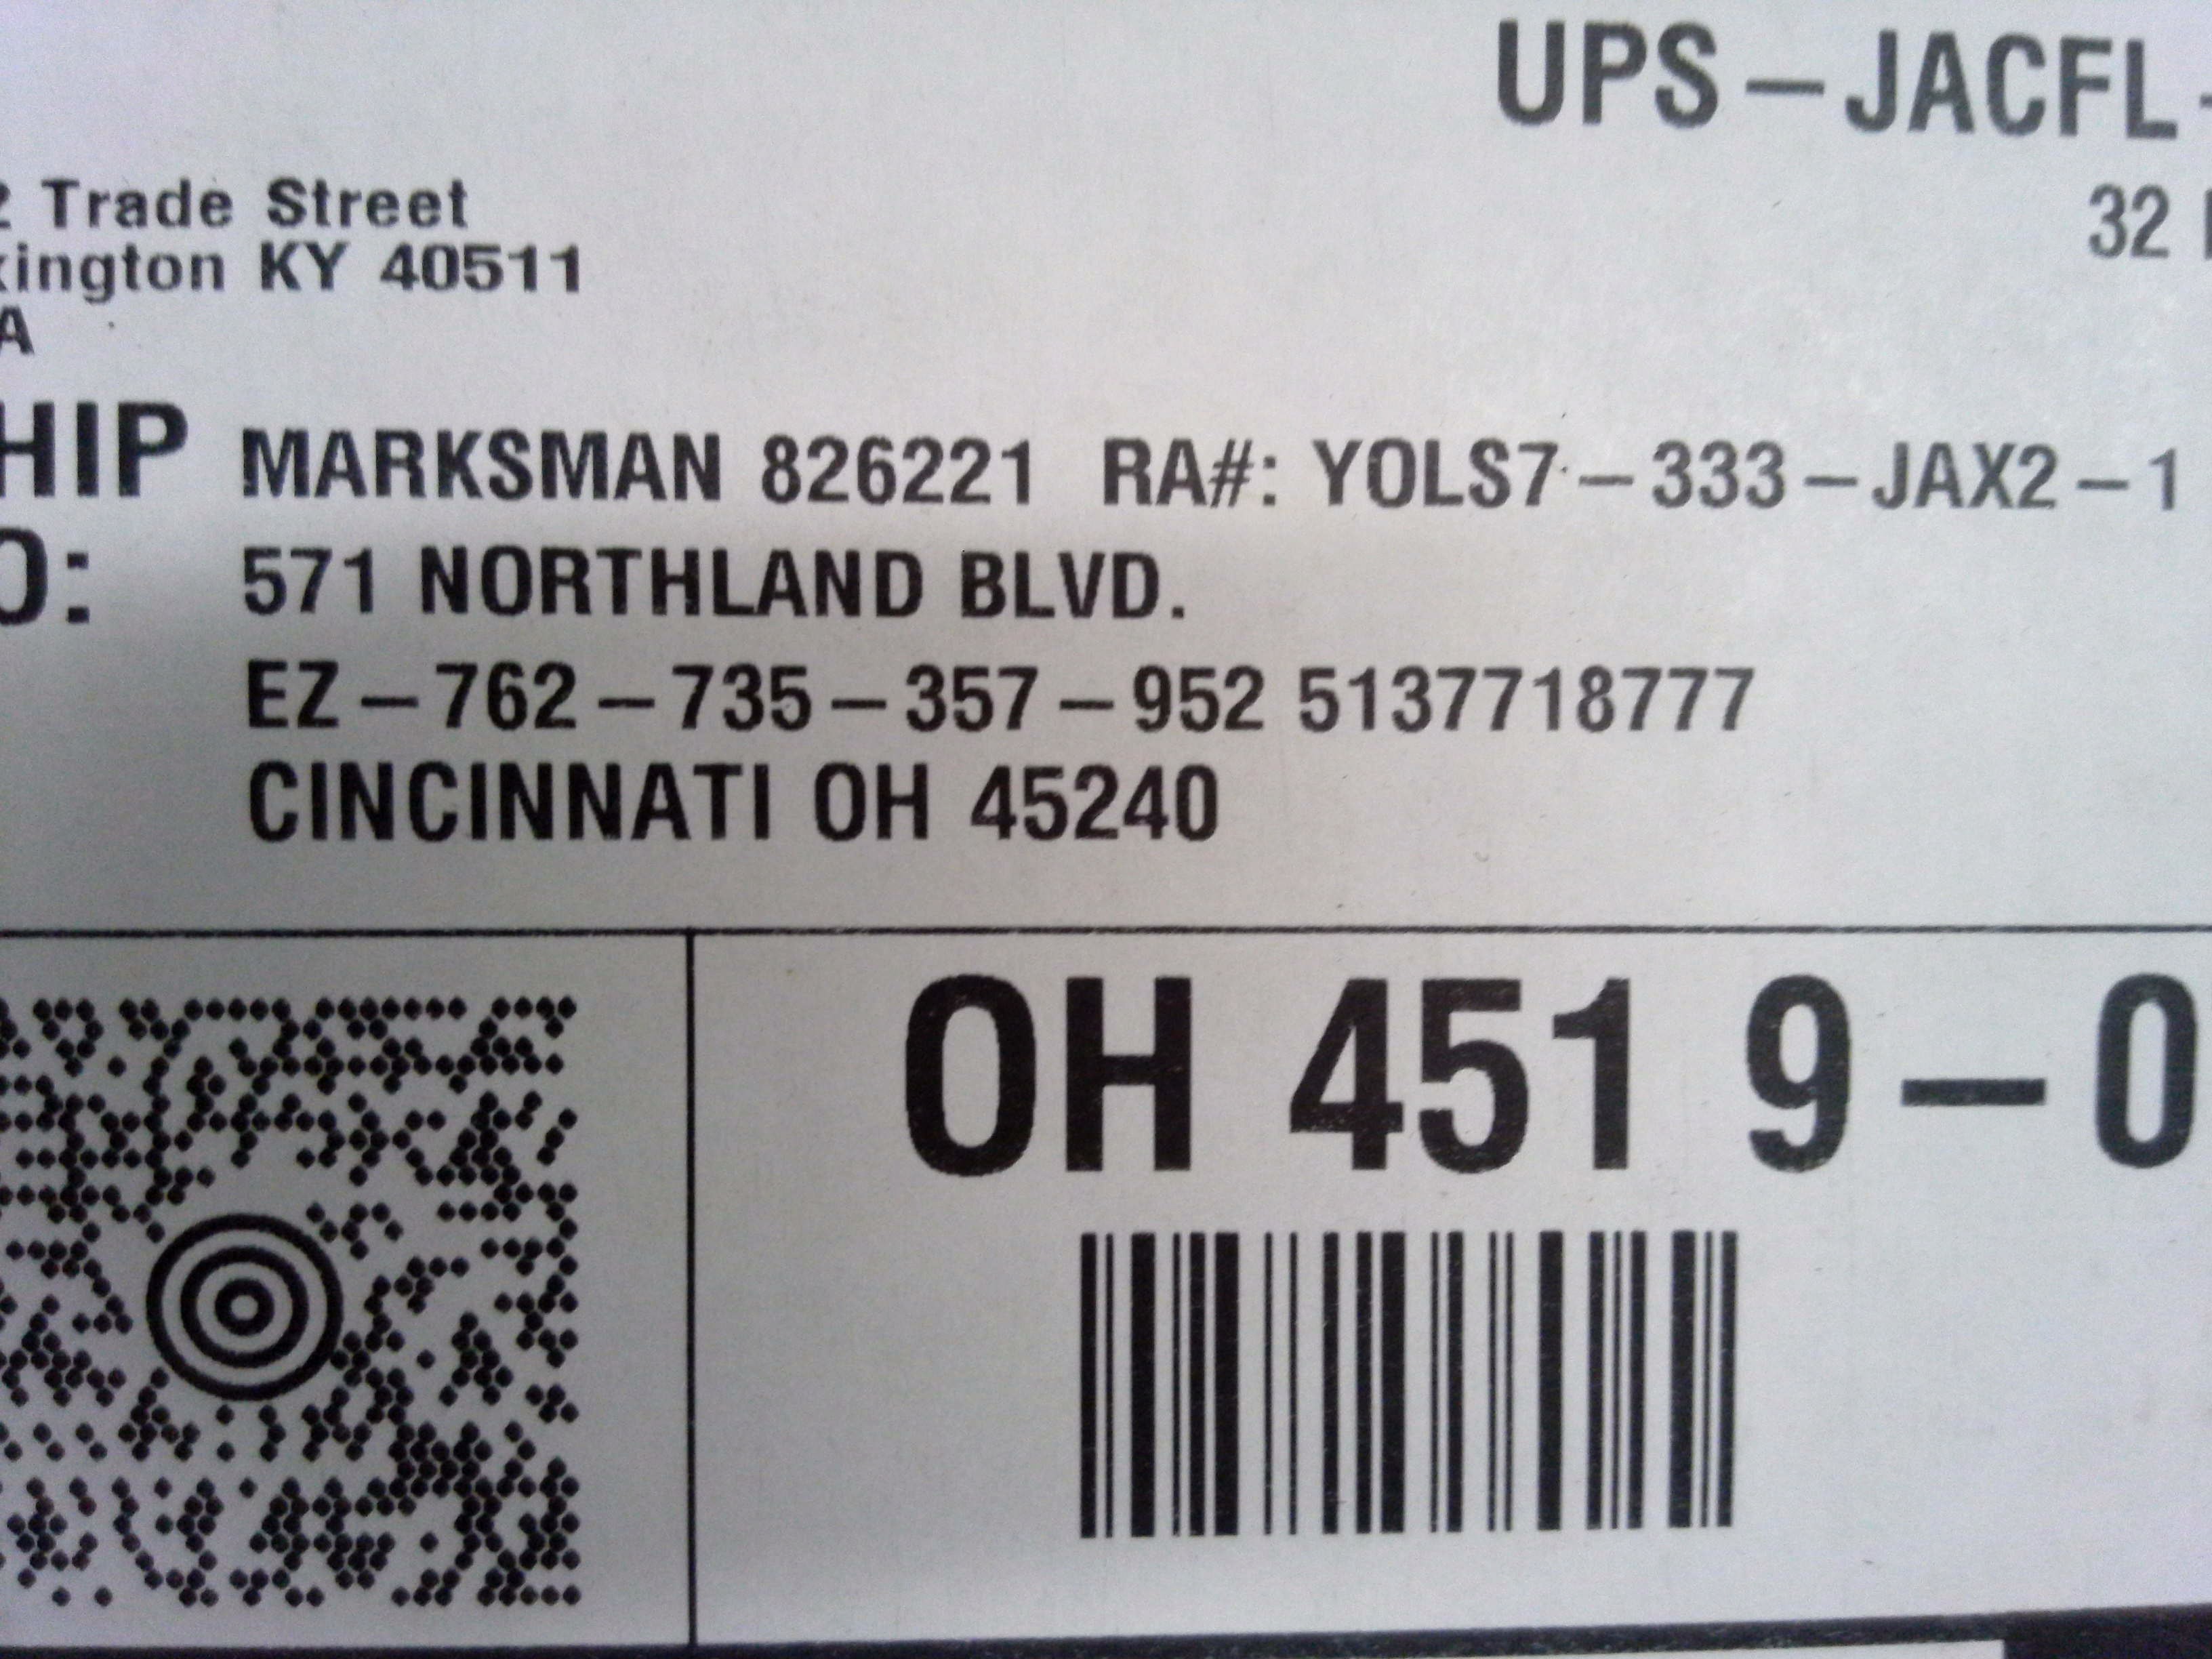 UPS-JACFL-
2 Trade Street
xington KY 40511
A
32
HIP
MARKSMAN 826221 RA#: YOLS7-333-JAX2-1
O:
571 NORTHLAND BLVD.
EZ-762-735-357-952 5137718777
CINCINNATI OH 45240
OH 451 9-0